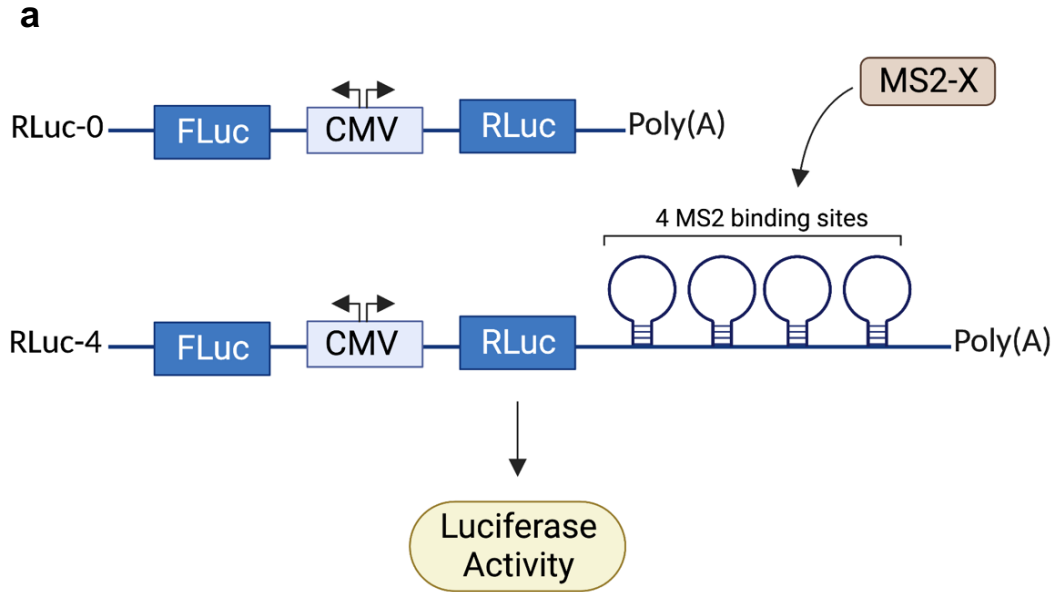 a
MS2-X
RLuc-0
FLuc
CMV
RLuc
Poly(A)
4 MS2 binding sites
RLuc-4
FLuc
CMV
RLuc
Poly(A)
Luciferase
Activity